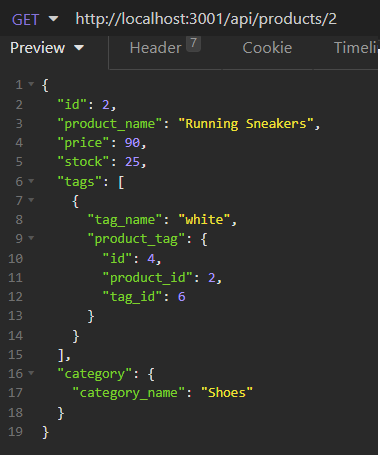 GET http://localhost:3001/api/products/2
Preview Header 7 Cookie Timeli
1 {
2 "id": 2,
3 "product_name": "Running Sneakers",
4 "price": 90,
5 "stock": 25,
6 "tags": [
7 {
8 "tag_name": "white",
9 "product_tag": {
10 "id": 4,
11 "product_id": 2,
12 "tag_id": 6
13 }
14 }
15 ],
16 "category": {
17 "category_name": "Shoes"
18 }
19 }